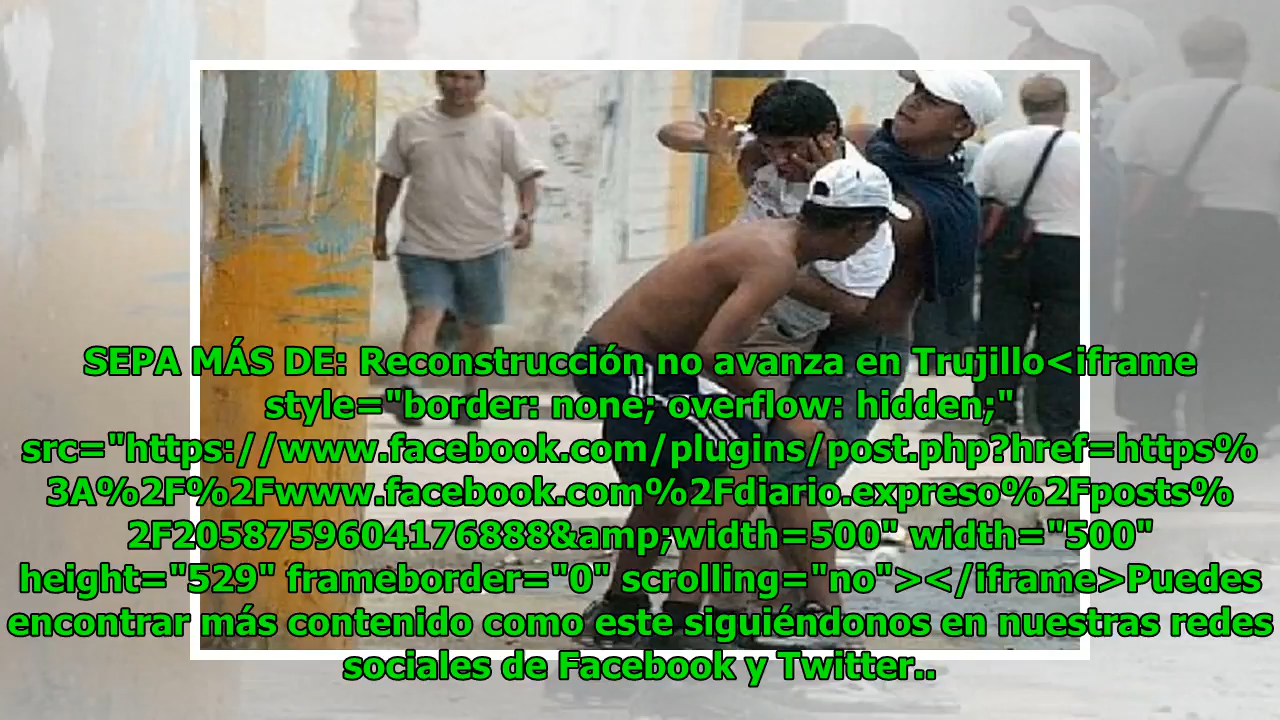 SEPA MÁS DE: Reconstrucción no avanza en Trujillo<iframe
style="border: none; overflow: hidden;"
src="https://www.facebook.com/plugins/post.php?href=https%
3A%2F%2Fwww.facebook.com%2Fdiario.expreso%2Fposts%
2F20587596041768​88&amp;width=500" width="500"
height="529" frameborder="0" scrolling="no"></iframe>Puedes
encontrar más contenido como este siguiéndonos en nuestras redes
sociales de Facebook y Twitter..